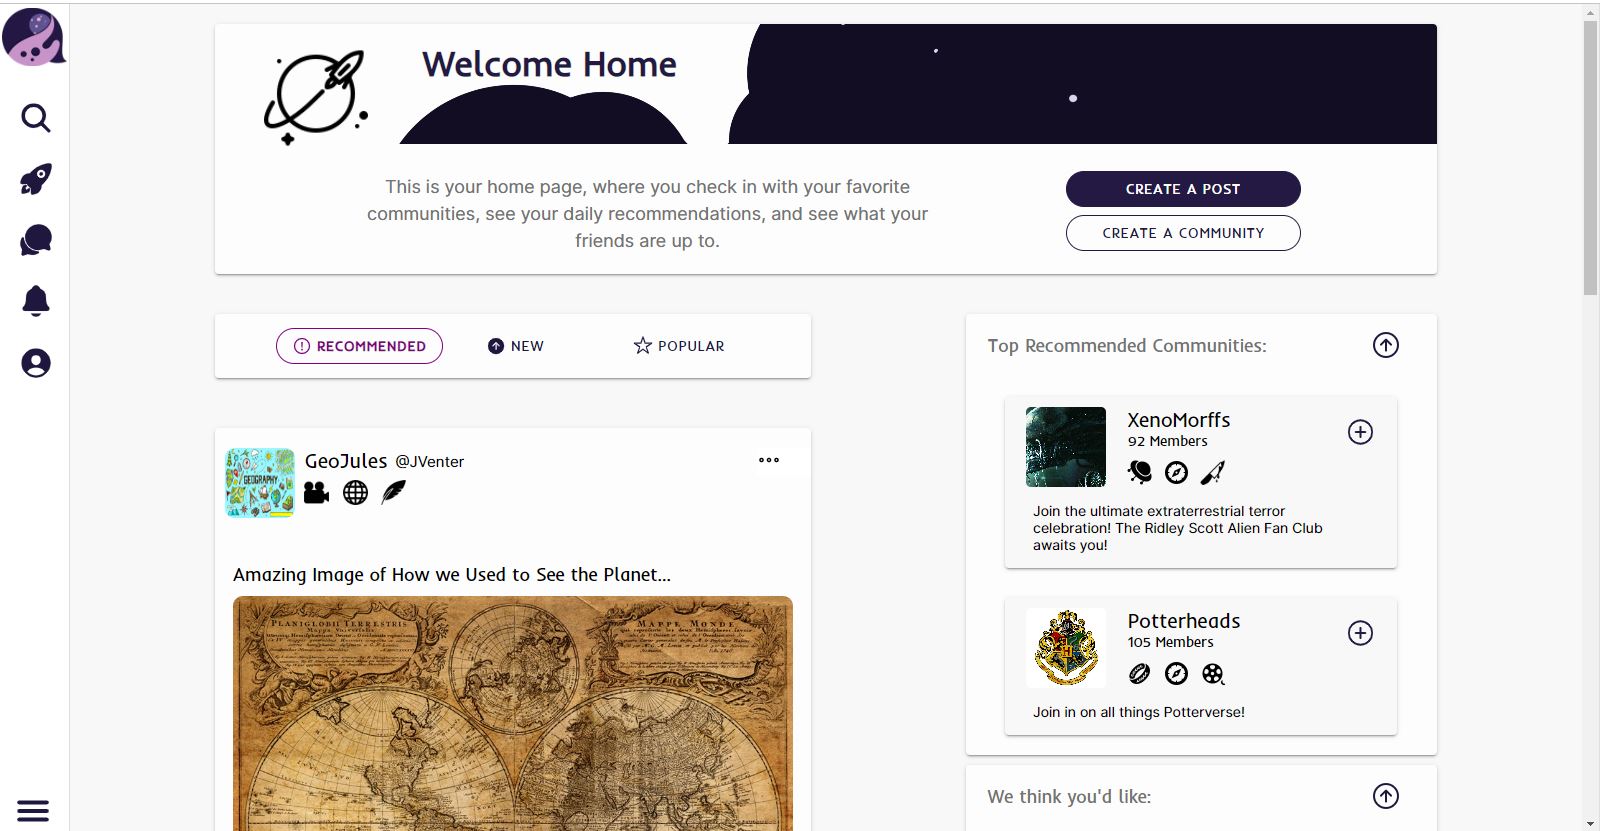 Welcome Home
This is your home page, where you check in with your favorite
communities, see your daily recommendations, and see what your
friends are up to.
CREATE A POST
CREATE A COMMUNITY
RECOMMENDED
NEW
POPULAR
GeoJules @JVenter
GEOGRAPHY
Amazing Image of How we Used to See the Planet...
PLANIGLOBII TERRESTRIS
MAPPE MONDE
Top Recommended Communities:
XenoMorffs
92 Members
Join the ultimate extraterrestrial terror
celebration! The Ridley Scott Alien Fan Club
awaits you!
Potterheads
105 Members
Join in on all things Potterverse!
We think you'd like: